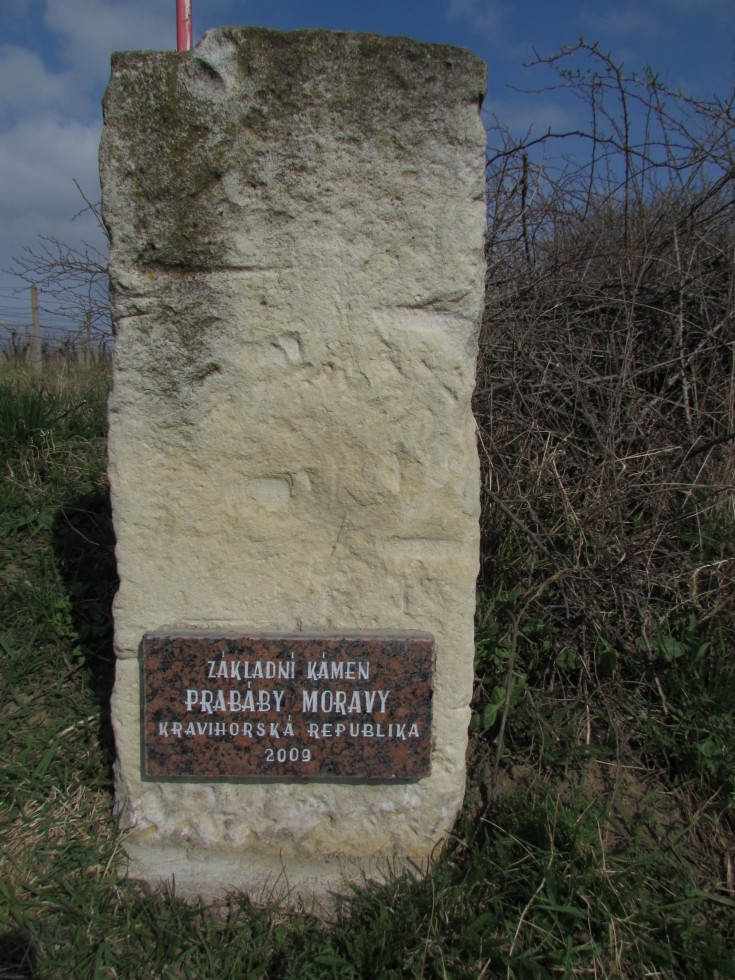 ZÁKLADNÍ KÁMEN
PRABÁBY MORAVY
KRAVIHORSKÁ REPUBLIKA
2009